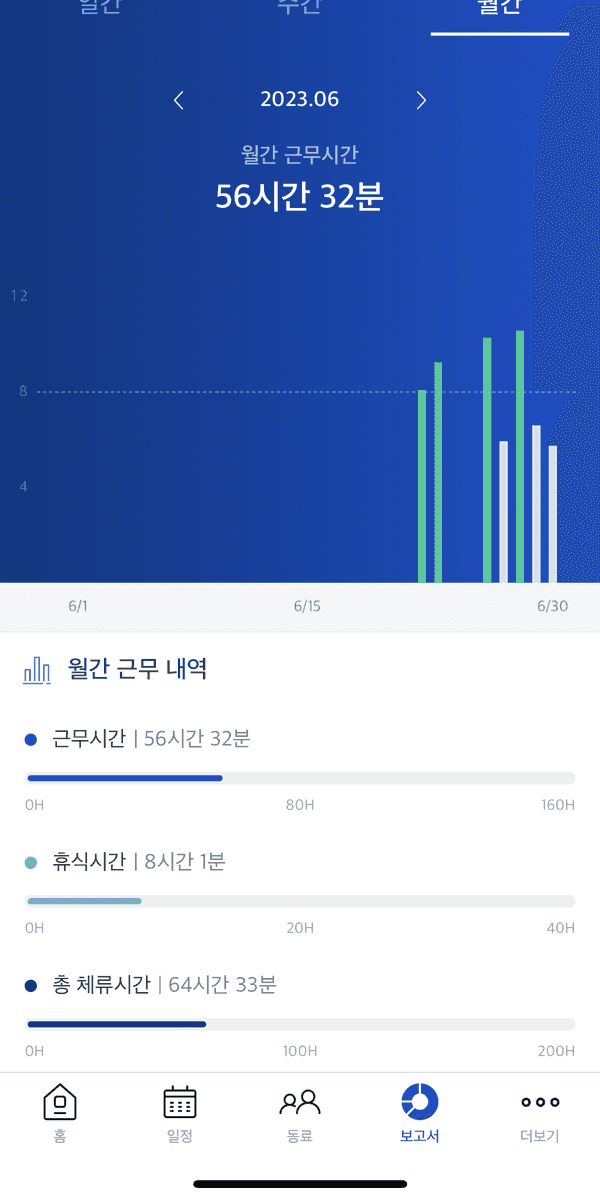 일간 주간 월간
2023.06
월간 근무시간
56시간 32분
12
8
4
6/1 6/15 6/30
월간 근무 내역
근무시간 | 56시간 32분
0H 80H 160H
휴식시간 | 8시간 1분
0H 20H 40H
총 체류시간 | 64시간 33분
0H 100H 200H
홈 일정 동료 보고서 더보기